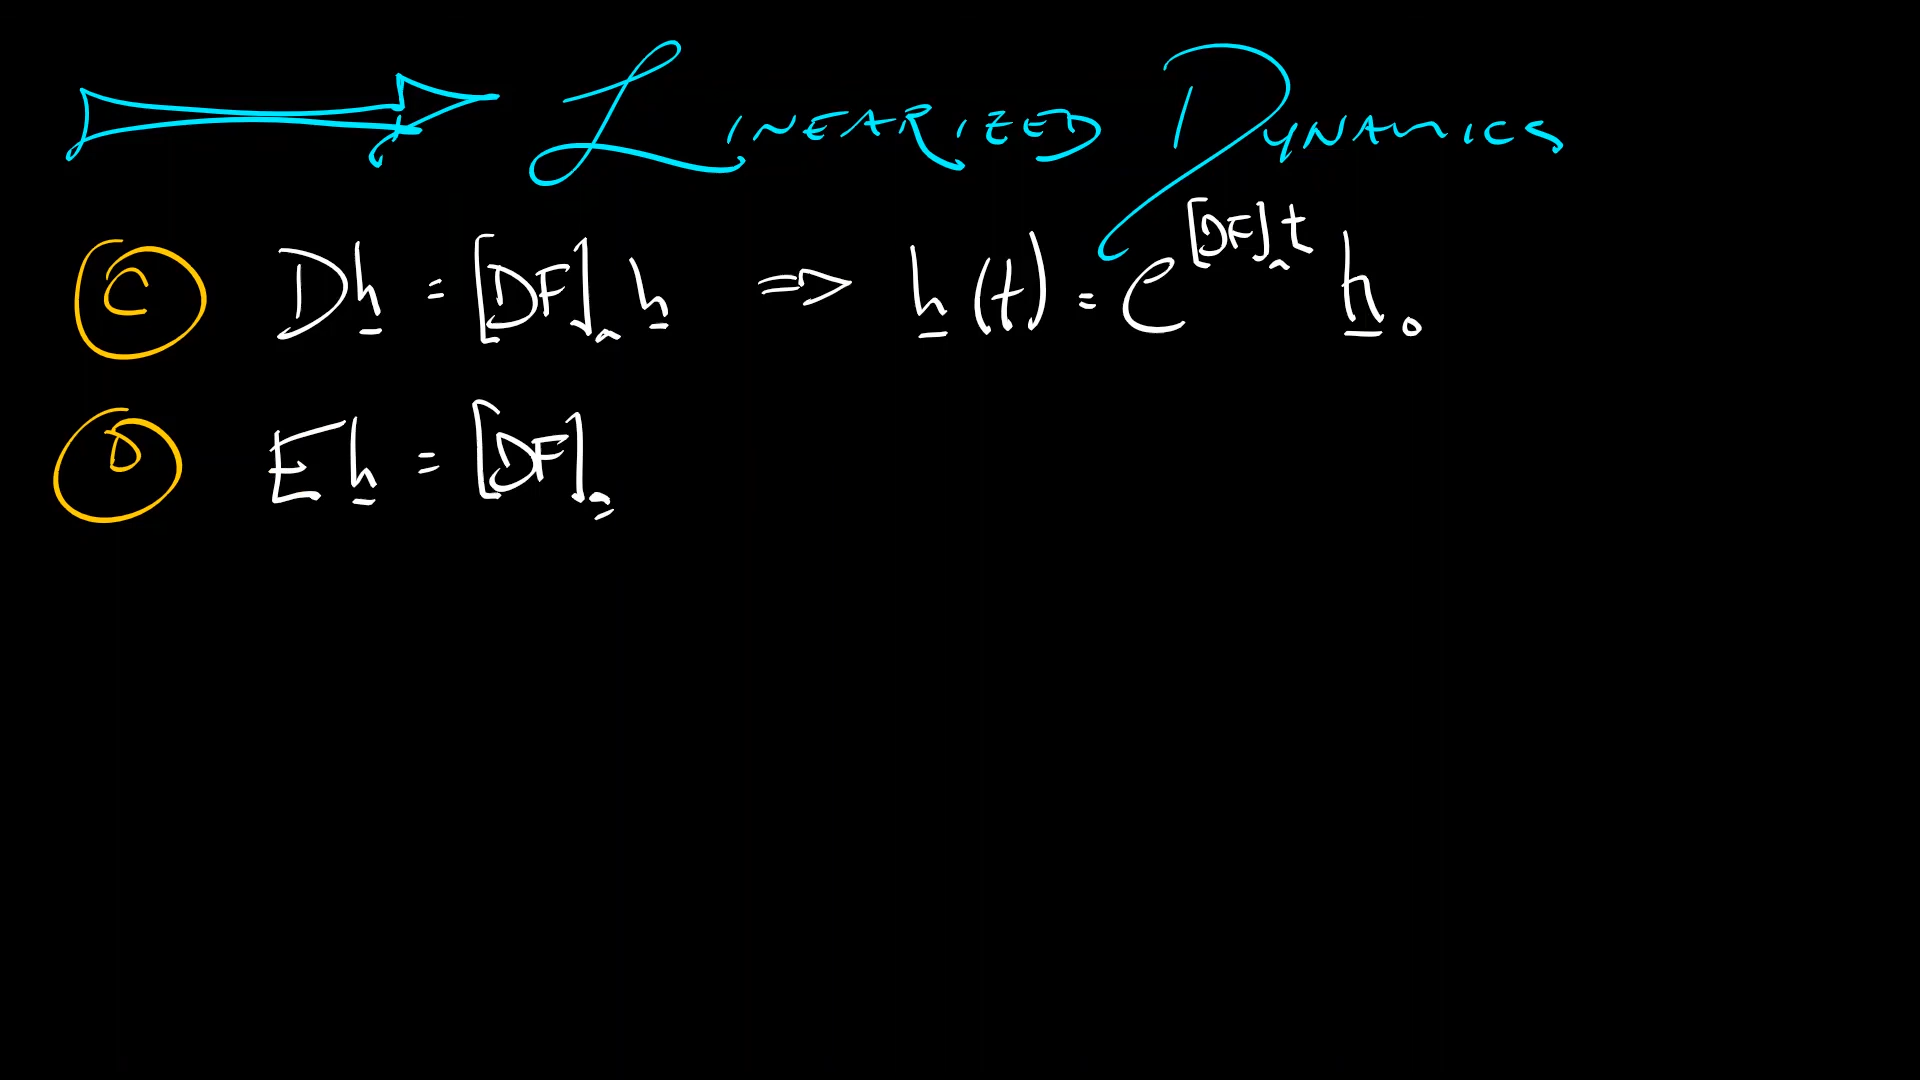 LINEARIZED DYNAMICS
C Dh = [DF]ₐ h => h(t) = e^{[DF]ₐ t} h₀
D Eh = [DF]ₐ